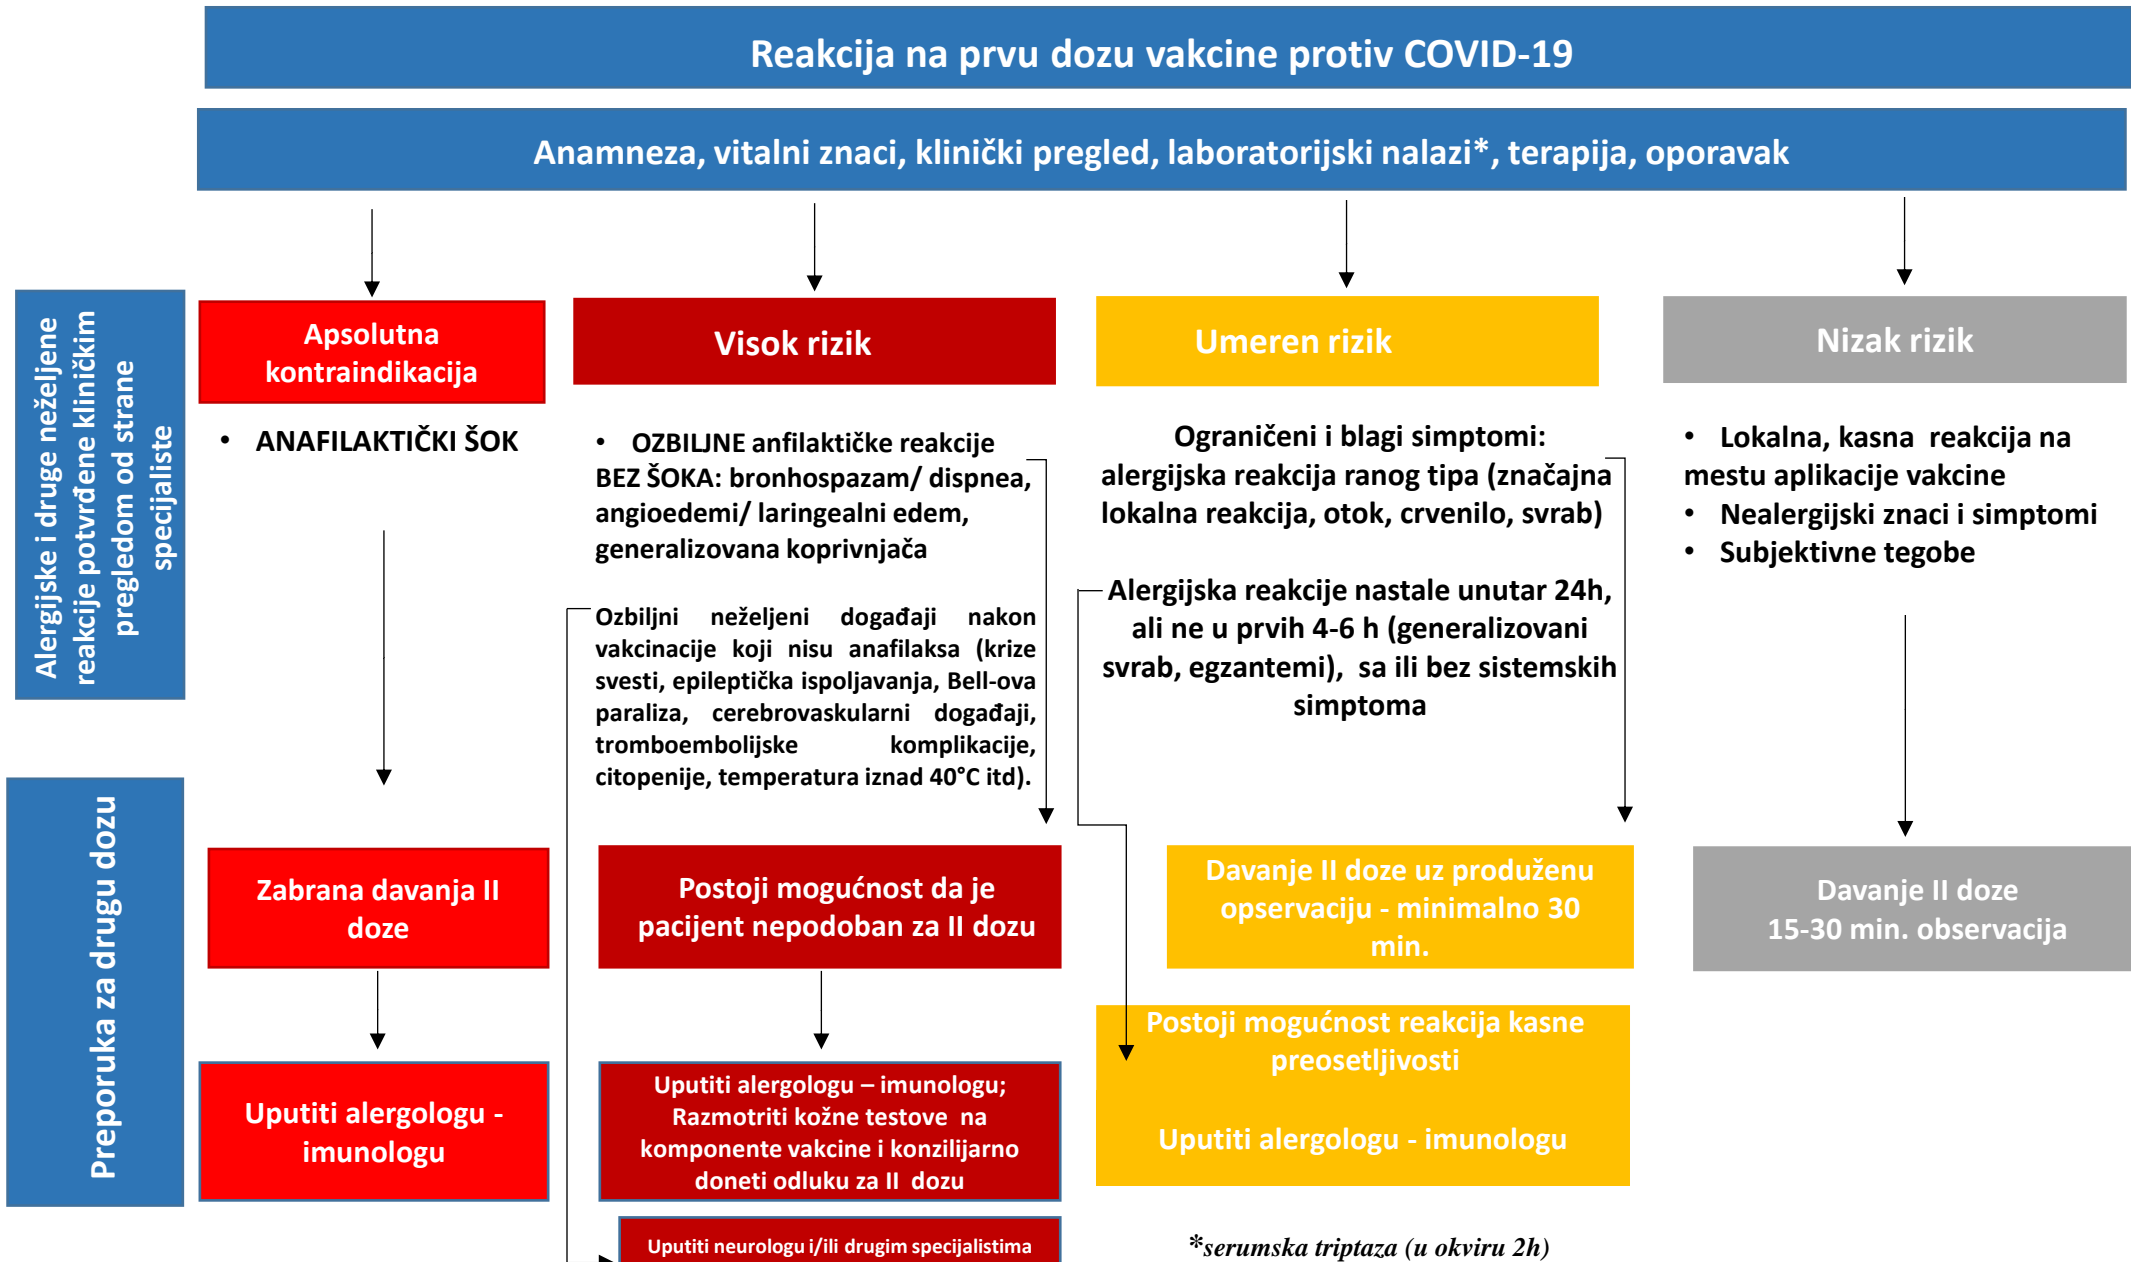 Reakcija na prvu dozu vakcine protiv COVID-19
Anamneza, vitalni znaci, klinički pregled, laboratorijski nalazi*, terapija, oporavak
Alergijske i druge neželjene
reakcije potvrđene kliničkim
pregledom od strane
specijaliste
Apsolutna
kontraindikacija
• ANAFILAKTIČKI ŠOK
Visok rizik
• OZBILJNE anfilaktičke reakcije
BEZ ŠOKA: bronhospazam/ dispnea,
angioedemi/ laringealni edem,
generalizovana koprivnjača
Ozbiljni neželjeni događaji nakon
vakcinacije koji nisu anafilaksa (krize
svesti, epileptička ispoljavanja, Bell-ova
paraliza, cerebrovaskularni događaji,
tromboembolijske komplikacije,
citopenije, temperatura iznad 40°C itd).
Umeren rizik
Ograničeni i blagi simptomi:
alergijska reakcija ranog tipa (značajna
lokalna reakcija, otok, crvenilo, svrab)
Alergijska reakcije nastale unutar 24h,
ali ne u prvih 4-6 h (generalizovani
svrab, egzantemi), sa ili bez sistemskih
simptoma
Nizak rizik
• Lokalna, kasna reakcija na
mestu aplikacije vakcine
• Nealergijski znaci i simptomi
• Subjektivne tegobe
Preporuka za drugu dozu
Zabrana davanja II
doze
Uputiti alergologu -
imunologu
Postoji mogućnost da je
pacijent nepodoban za II dozu
Uputiti alergologu – imunologu;
Razmotriti kožne testove na
komponente vakcine i konzilijarno
doneti odluku za II dozu
Uputiti neurologu i/ili drugim specijalistima
Davanje II doze uz produženu
opservaciju - minimalno 30
min.
Postoji mogućnost reakcija kasne
preosetljivosti
Uputiti alergologu - imunologu
Davanje II doze
15-30 min. observacija
*serumska triptaza (u okviru 2h)